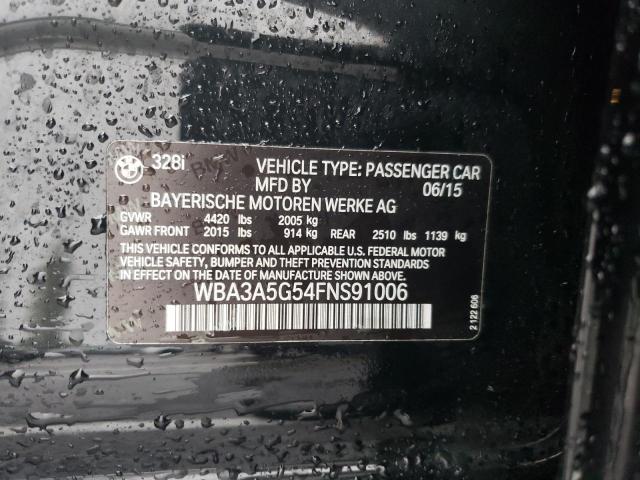 BMW 328i VEHICLE TYPE: PASSENGER CAR
MFD BY 06/15
BAYERISCHE MOTOREN WERKE AG
GVWR 4420 lbs 2005 kg
GAWR FRONT 2015 lbs 914 kg REAR 2510 lbs 1139 kg
THIS VEHICLE CONFORMS TO ALL APPLICABLE U.S. FEDERAL MOTOR
VEHICLE SAFETY, BUMPER AND THEFT PREVENTION STANDARDS
IN EFFECT ON THE DATE OF MANUFACTURE SHOWN ABOVE.
WBA3A5G54FNS91006
2 122 606